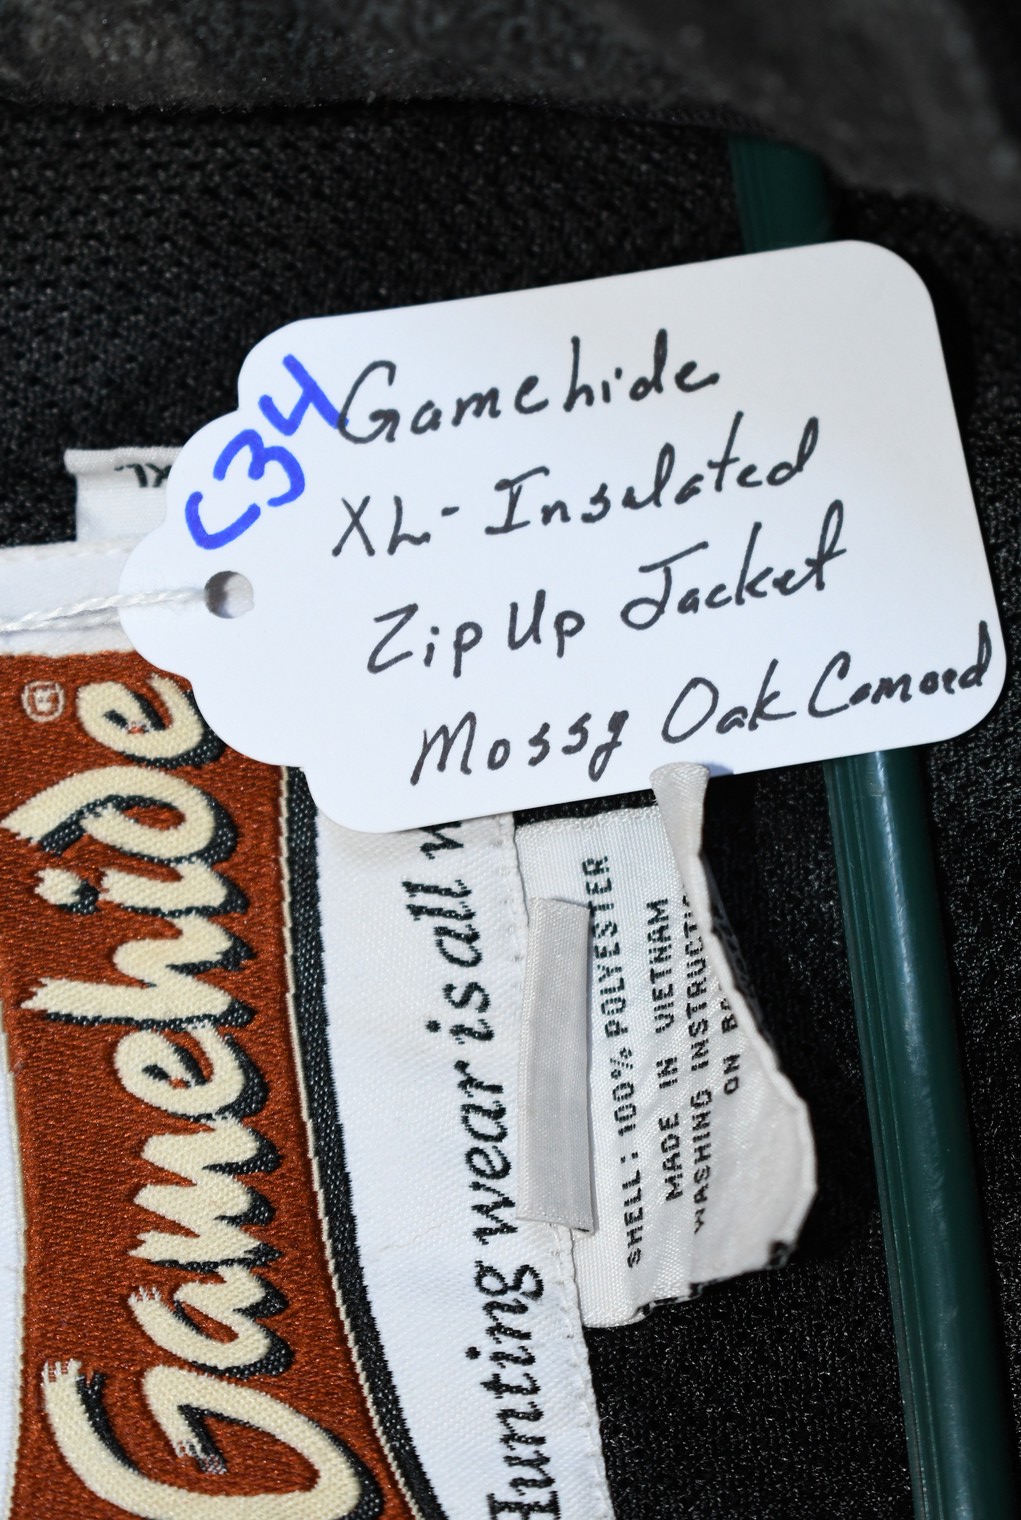 C34
Gamehide
XL- Insulated
Zip Up Jacket
Mossy Oak Camoed
Gamehide®
Hunting wear is all
SHELL: 100% POLYESTER
MADE IN VIETNAM
WASHING
ON